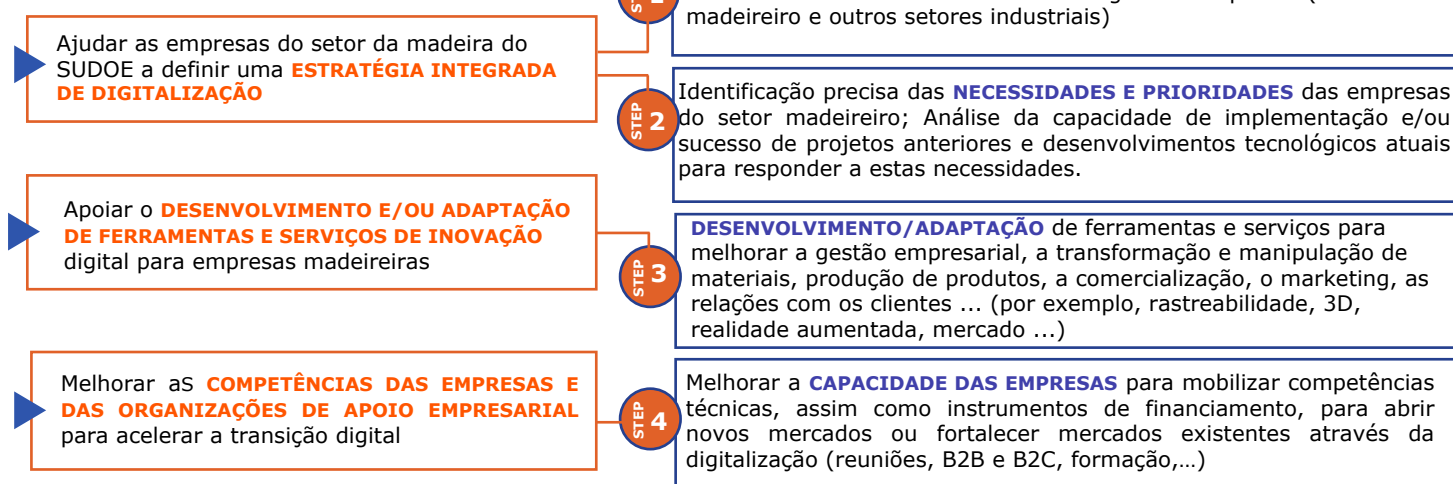 madeireiro e outros setores industriais)
Ajudar as empresas do setor da madeira do
SUDOE a definir uma ESTRATÉGIA INTEGRADA
DE DIGITALIZAÇÃO
STEP 2
Identificação precisa das NECESSIDADES E PRIORIDADES das empresas
do setor madeireiro; Análise da capacidade de implementação e/ou
sucesso de projetos anteriores e desenvolvimentos tecnológicos atuais
para responder a estas necessidades.
Apoiar o DESENVOLVIMENTO E/OU ADAPTAÇÃO
DE FERRAMENTAS E SERVIÇOS DE INOVAÇÃO
digital para empresas madeireiras
STEP 3
DESENVOLVIMENTO/ADAPTAÇÃO de ferramentas e serviços para
melhorar a gestão empresarial, a transformação e manipulação de
materiais, produção de produtos, a comercialização, o marketing, as
relações com os clientes ... (por exemplo, rastreabilidade, 3D,
realidade aumentada, mercado ...)
Melhorar as COMPETÊNCIAS DAS EMPRESAS E
DAS ORGANIZAÇÕES DE APOIO EMPRESARIAL
para acelerar a transição digital
STEP 4
Melhorar a CAPACIDADE DAS EMPRESAS para mobilizar competências
técnicas, assim como instrumentos de financiamento, para abrir
novos mercados ou fortalecer mercados existentes através da
digitalização (reuniões, B2B e B2C, formação,...)